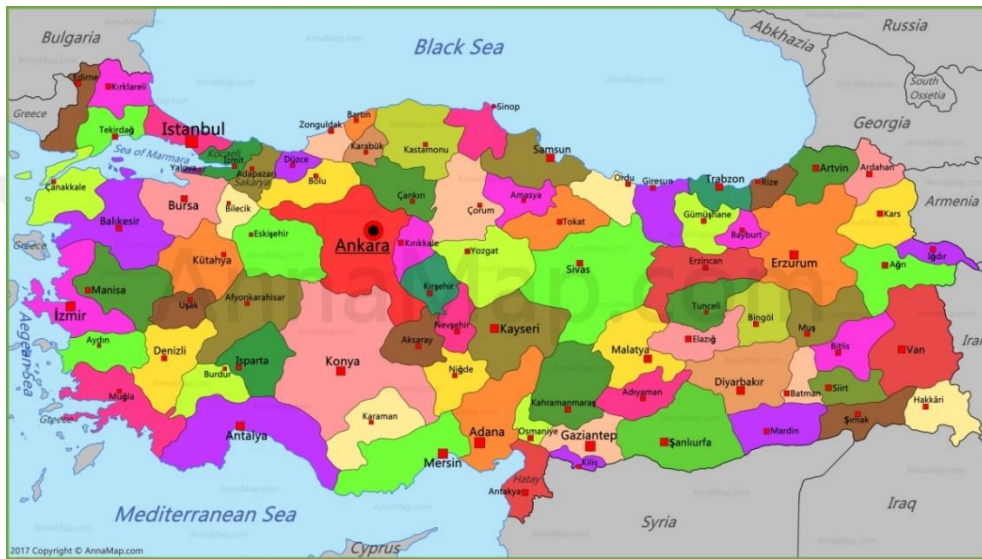 Bulgaria
Black Sea
Abkhazia
Russia
South
Ossetia
Georgia
Armenia
Iran
Iraq
Syria
Cyprus
Mediterranean Sea
Aegean Sea
Greece
Greece
Greece
Sea of Marmara
Edirne
Kırklareli
Tekirdağ
Istanbul
Kocaeli
İzmit
Yalova
Adapazarı
Sakarya
Düzce
Bolu
Zonguldak
Bartın
Karabük
Kastamonu
Sinop
Samsun
Ordu
Giresun
Trabzon
Rize
Artvin
Ardahan
Çanakkale
Balıkesir
Bursa
Bilecik
Eskişehir
Ankara
Çankırı
Kırıkkale
Çorum
Amasya
Tokat
Yozgat
Sivas
Gümüşhane
Bayburt
Erzincan
Erzurum
Kars
Iğdır
Ağrı
Kütahya
Manisa
İzmir
Uşak
Afyonkarahisar
Kırşehir
Nevşehir
Kayseri
Aksaray
Konya
Niğde
Aydın
Denizli
Burdur
Isparta
Muğla
Antalya
Karaman
Mersin
Adana
Osmaniye
Kahramanmaraş
Gaziantep
Kilis
Hatay
Antakya
Malatya
Adıyaman
Şanlıurfa
Elazığ
Tunceli
Bingöl
Muş
Bitlis
Van
Diyarbakır
Batman
Siirt
Mardin
Şırnak
Hakkâri
AnnaMap.com
2017 Copyright © AnnaMap.com